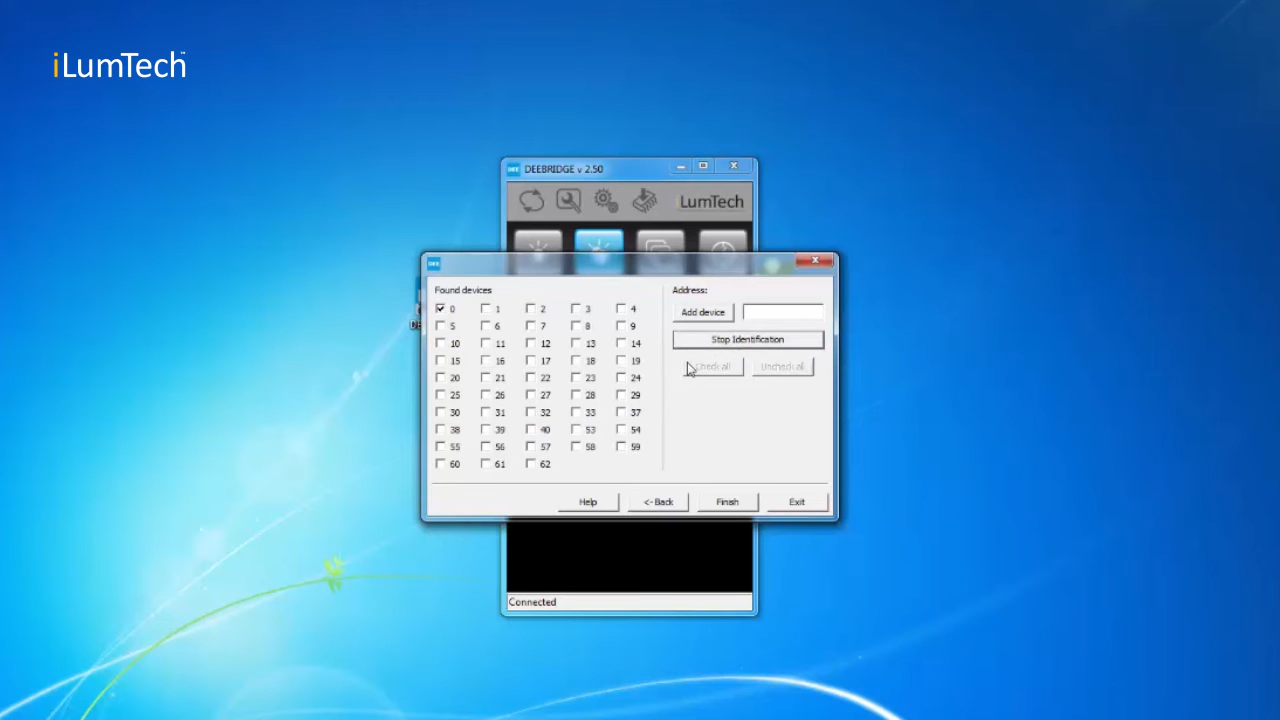 iLumTech™
DEE DEEBRIDGE v 2.50
iLumTech
DEE
Found devices
Address:
0 1 2 3 4
Add device
5 6 7 8 9
Stop Identification
10 11 12 13 14
15 16 17 18 19
Check all Uncheck all
20 21 22 23 24
25 26 27 28 29
30 31 32 33 37
38 39 40 53 54
55 56 57 58 59
60 61 62
Help <- Back Finish Exit
Connected